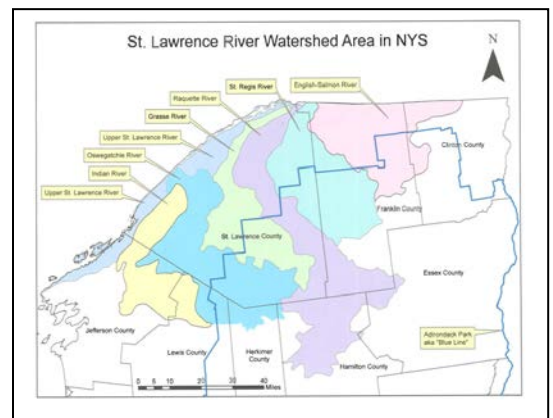 St. Lawrence River Watershed Area in NYS
N
St. Regis River
English-Salmon River
Raquette River
Grasse River
Upper St. Lawrence River
Oswegatchie River
Indian River
Upper St. Lawrence River
Clinton County
Franklin County
St. Lawrence County
Essex County
Jefferson County
Lewis County
Herkimer
County
Hamilton County
Adirondack Park
aka "Blue Line"
0 5 10 20 30 40
Miles